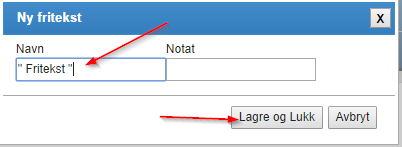 Ny fritekst
X
Navn Notat
" Fritekst "
Lagre og Lukk Avbryt